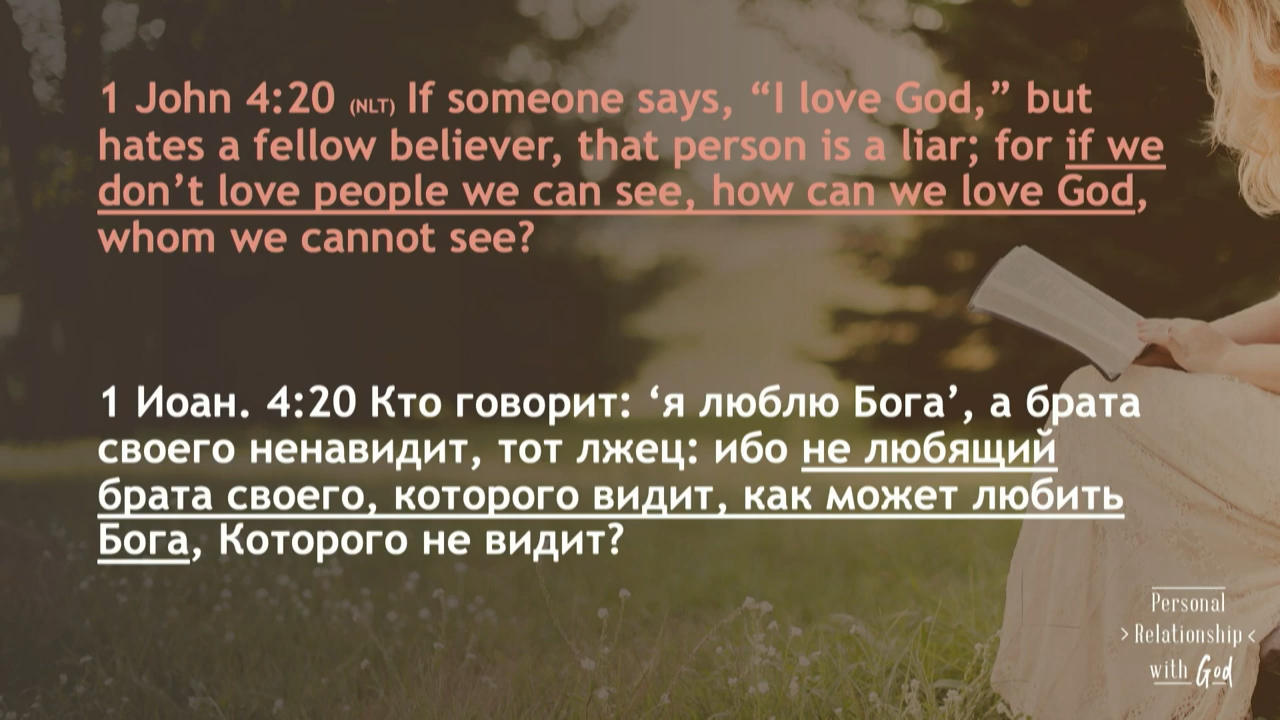 1 John 4:20 (NLT) If someone says, “I love God,” but
hates a fellow believer, that person is a liar; for if we
don’t love people we can see, how can we love God,
whom we cannot see?
1 Иоан. 4:20 Кто говорит: ‘я люблю Бога’, а брата
своего ненавидит, тот лжец: ибо не любящий
брата своего, которого видит, как может любить
Бога, Которого не видит?
Personal
> Relationship <
with God